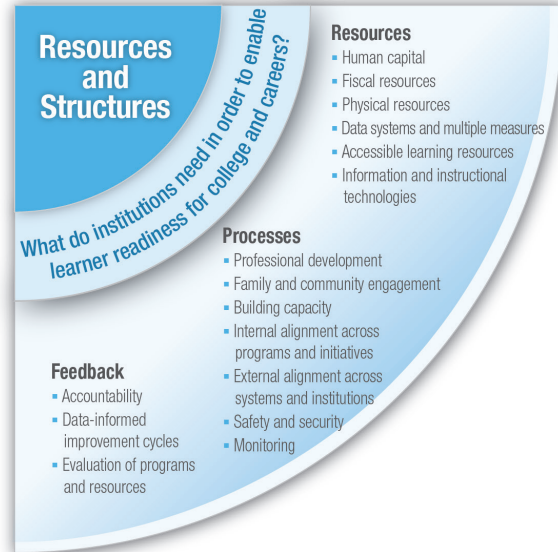 Resources
and
Structures
What do institutions need in order to enable
learner readiness for college and careers?
Resources
▪ Human capital
▪ Fiscal resources
▪ Physical resources
▪ Data systems and multiple measures
▪ Accessible learning resources
▪ Information and instructional
technologies
Processes
▪ Professional development
▪ Family and community engagement
▪ Building capacity
▪ Internal alignment across
programs and initiatives
▪ External alignment across
systems and institutions
▪ Safety and security
▪ Monitoring
Feedback
▪ Accountability
▪ Data-informed
improvement cycles
▪ Evaluation of programs
and resources